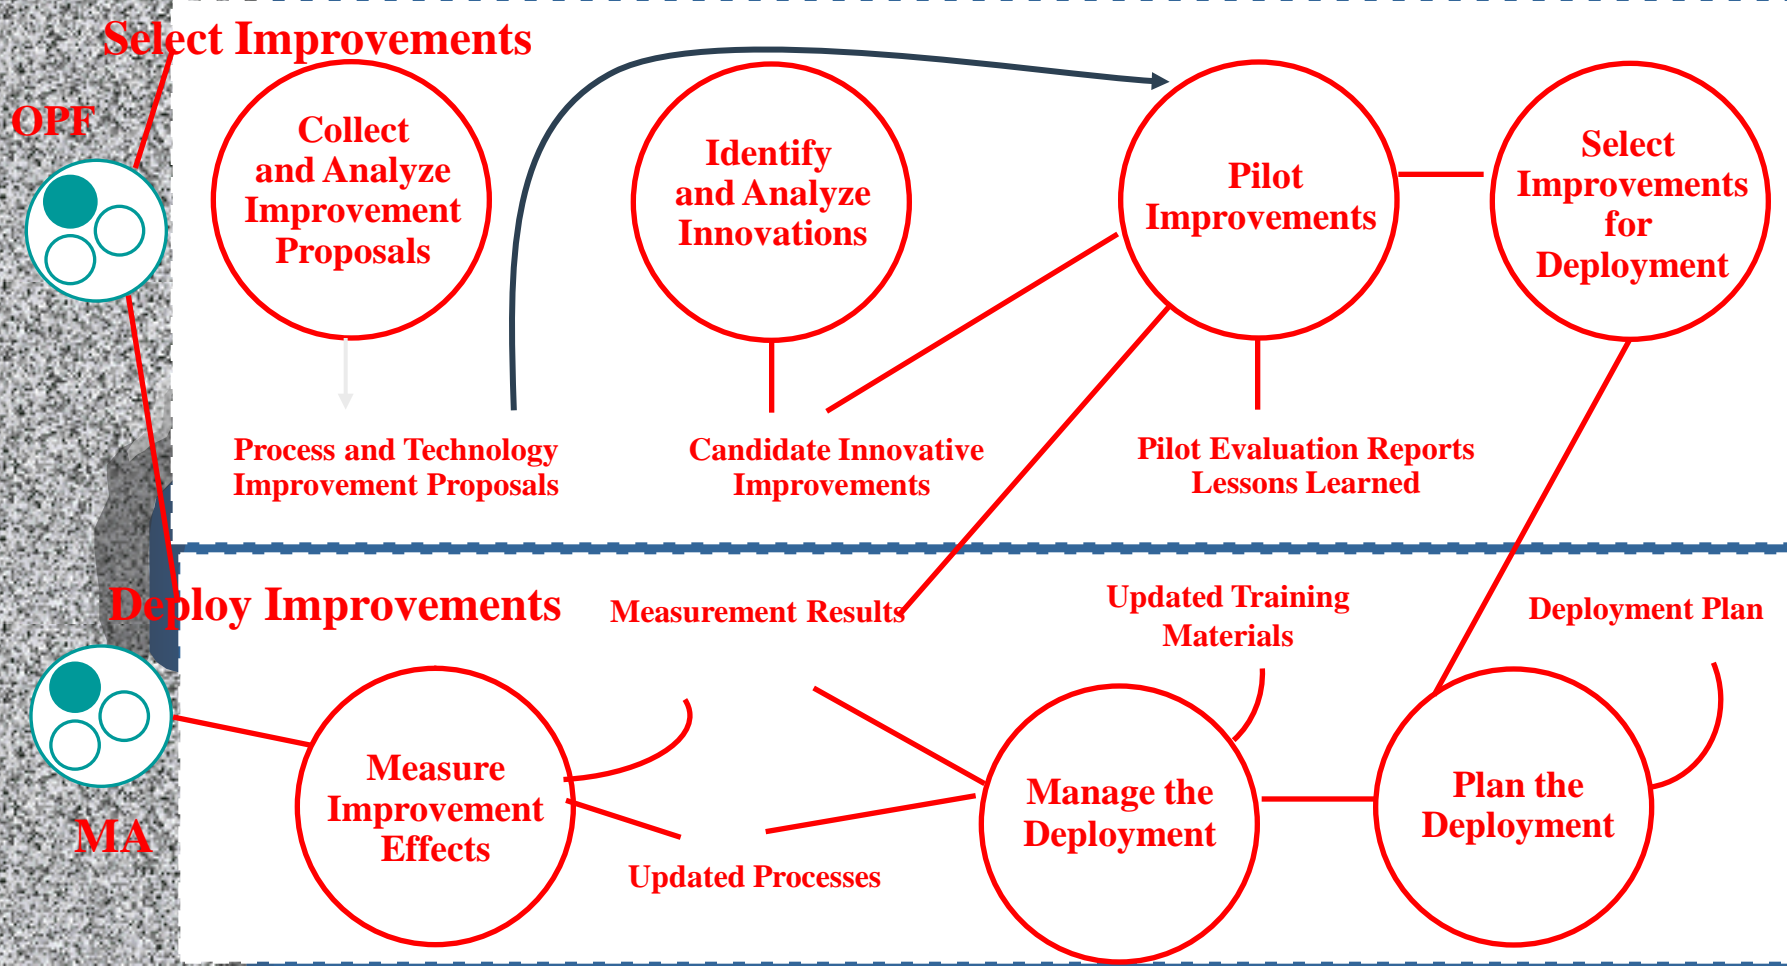 Select Improvements
OPF
Collect
and Analyze
Improvement
Proposals
Identify
and Analyze
Innovations
Pilot
Improvements
Select
Improvements
for
Deployment
Process and Technology
Improvement Proposals
Candidate Innovative
Improvements
Pilot Evaluation Reports
Lessons Learned
Deploy Improvements
Measurement Results
Updated Training
Materials
Deployment Plan
MA
Measure
Improvement
Effects
Updated Processes
Manage the
Deployment
Plan the
Deployment